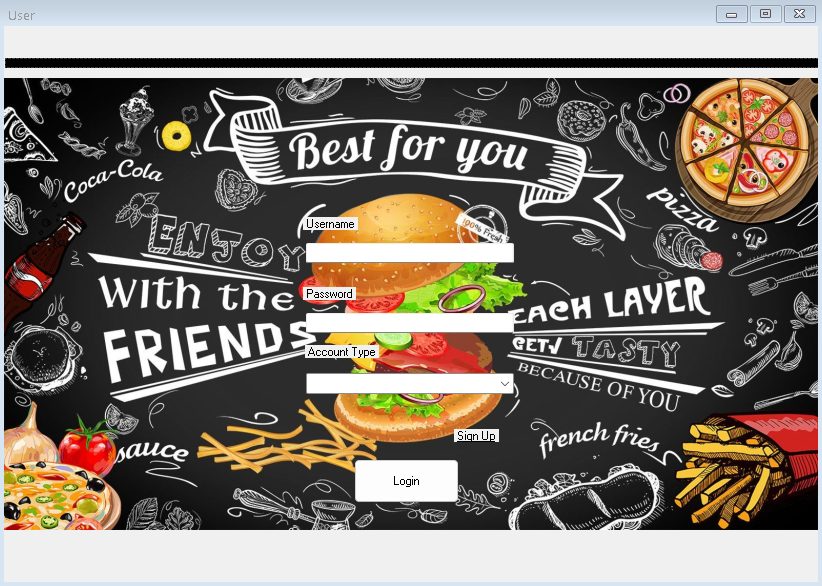 User
Best for you
Coca-Cola
pizza
100% Fresh
Username
ENJOY
WITH the
FRIENDS
Password
EACH LAYER
GET TASTY
BECAUSE OF YOU
Account Type
Sign Up
sauce
french fries
Login